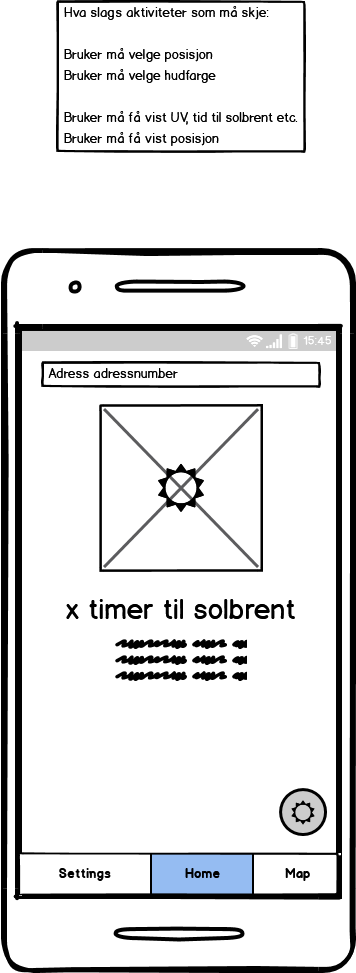 Hva slags aktiviteter som må skje:
Bruker må velge posisjon
Bruker må velge hudfarge
Bruker må få vist UV, tid til solbrent etc.
Bruker må få vist posisjon
15:45
Adress adressnumber
x timer til solbrent
Settings Home Map